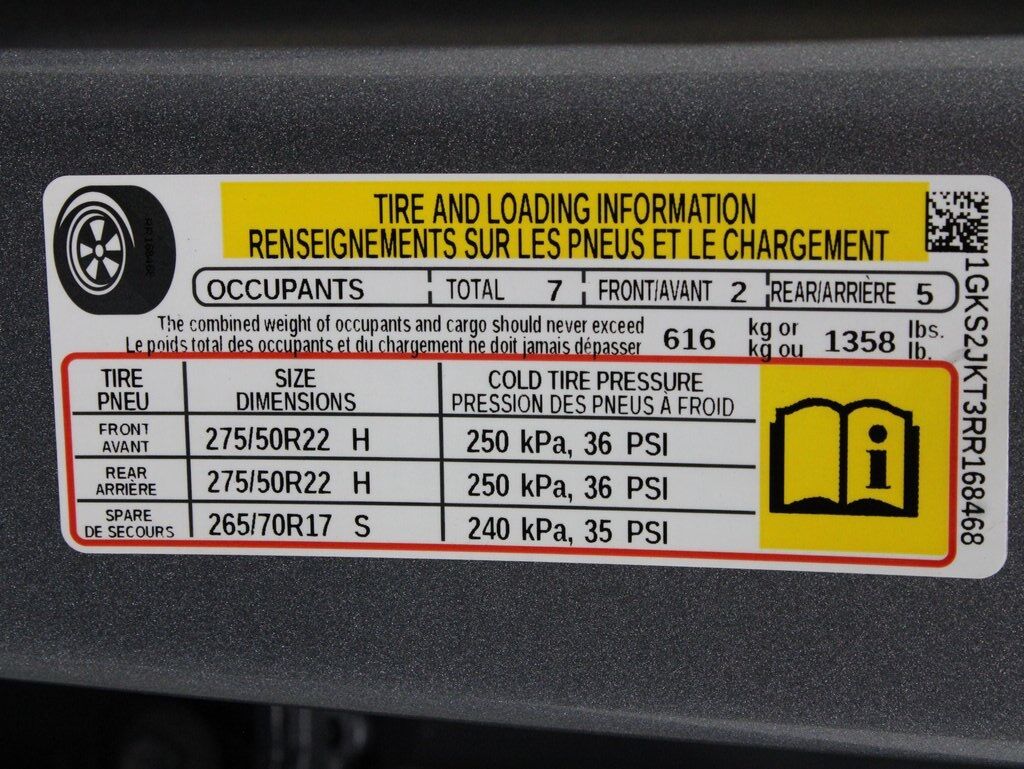 TIRE AND LOADING INFORMATION
RENSEIGNEMENTS SUR LES PNEUS ET LE CHARGEMENT
OCCUPANTS TOTAL 7 FRONT/AVANT 2 REAR/ARRIÈRE 5
The combined weight of occupants and cargo should never exceed 616 kg or 1358 lbs.
Le poids total des occupants et du chargement ne doit jamais dépasser kg ou lb.
TIRE SIZE COLD TIRE PRESSURE
PNEU DIMENSIONS PRESSION DES PNEUS À FROID
FRONT
AVANT 275/50R22 H 250 kPa, 36 PSI
REAR
ARRIÈRE 275/50R22 H 250 kPa, 36 PSI
SPARE
DE SECOURS 265/70R17 S 240 kPa, 35 PSI
i
1GKS2JKT3RR168468
RR168468